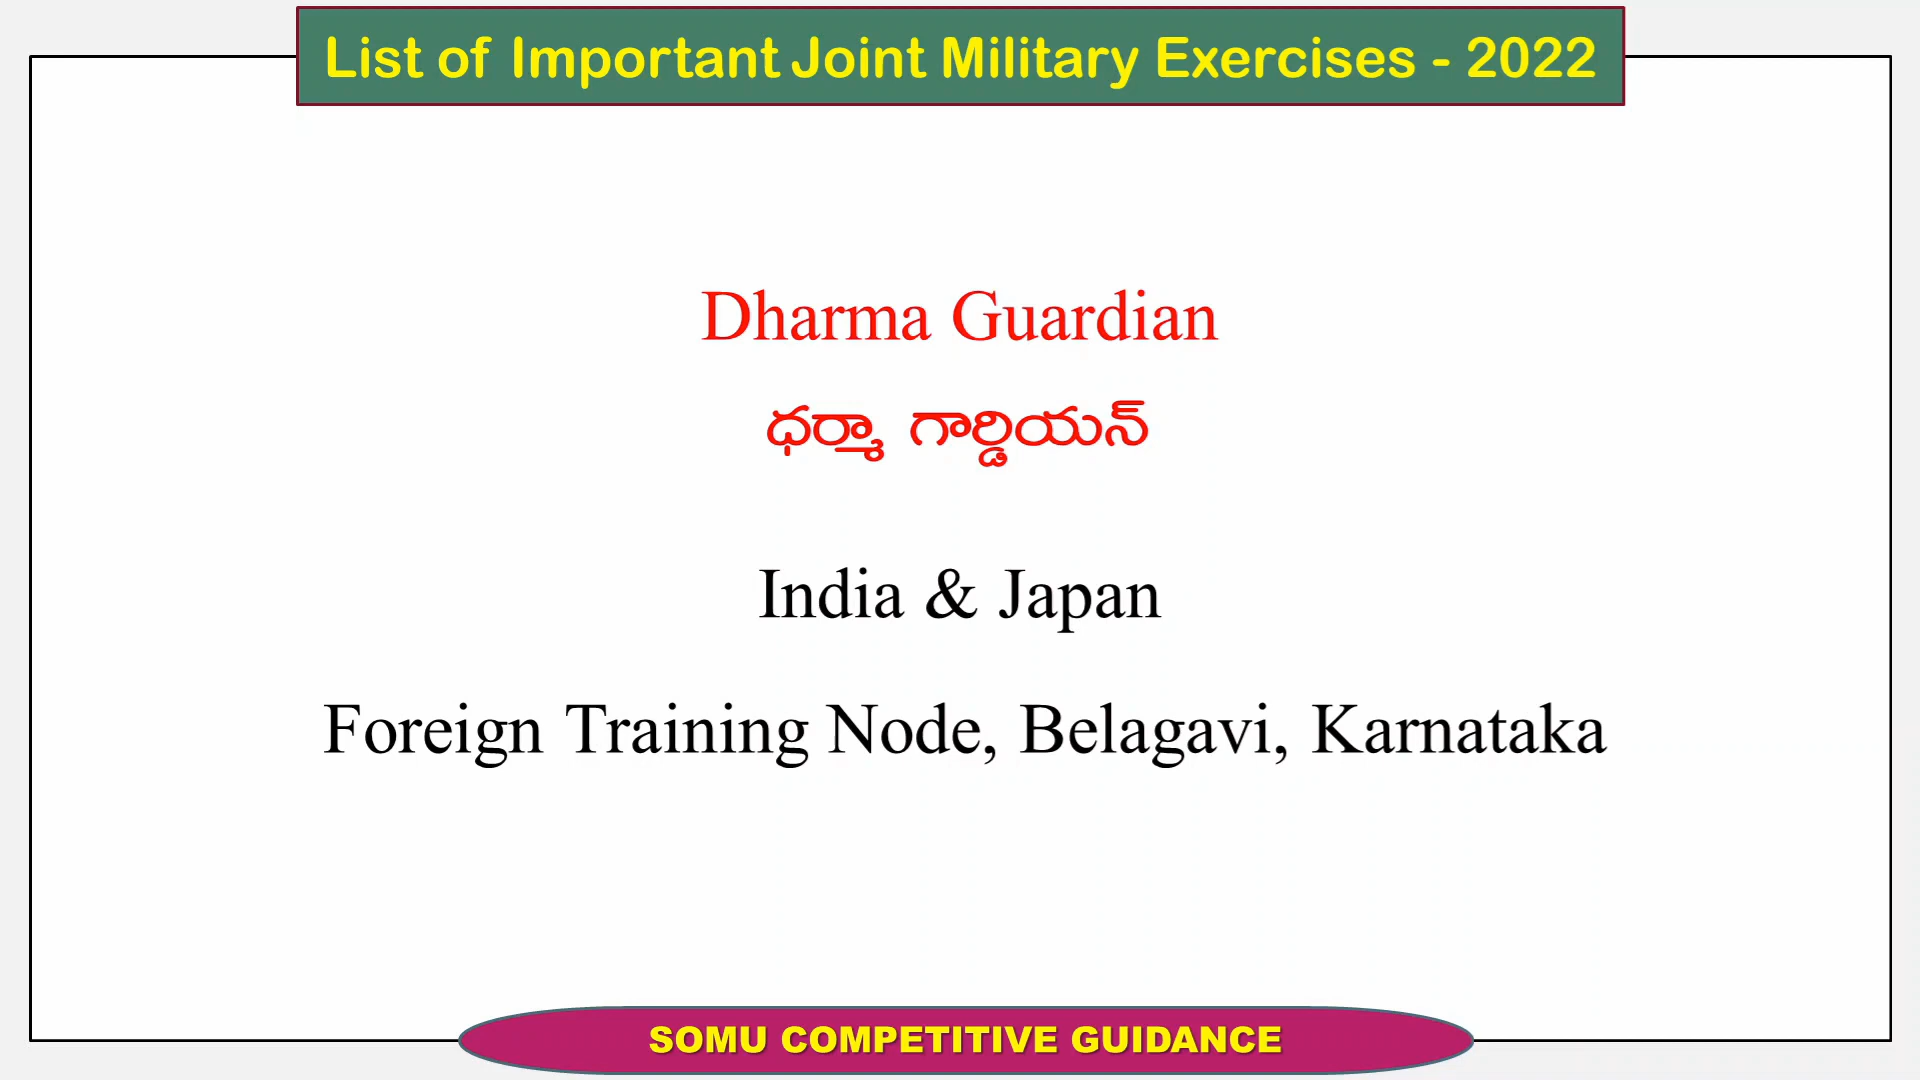 List of Important Joint Military Exercises - 2022
Dharma Guardian
ధర్మా గార్డియన్
India & Japan
Foreign Training Node, Belagavi, Karnataka
SOMU COMPETITIVE GUIDANCE